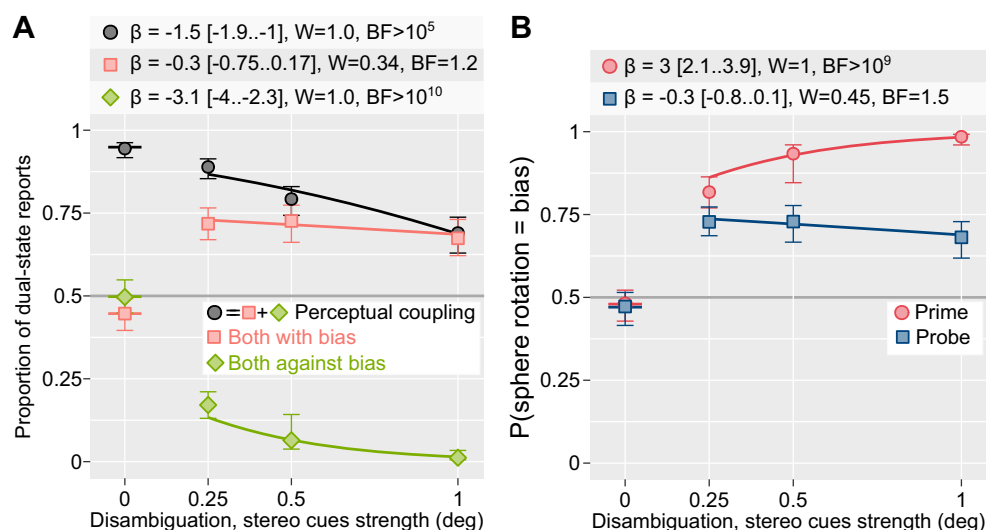 A
β = -1.5 [-1.9..-1], W=1.0, BF>10⁵
β = -0.3 [-0.75..0.17], W=0.34, BF=1.2
β = -3.1 [-4..-2.3], W=1.0, BF>10¹⁰
Proportion of dual-state reports
1
0.75
0.5
0.25
0
= + Perceptual coupling
Both with bias
Both against bias
0 0.25 0.5 1
Disambiguation, stereo cues strength (deg)
B
β = 3 [2.1..3.9], W=1, BF>10⁹
β = -0.3 [-0.8..0.1], W=0.45, BF=1.5
P(sphere rotation = bias)
1
0.75
0.5
0.25
0
Prime
Probe
0 0.25 0.5 1
Disambiguation, stereo cues strength (deg)